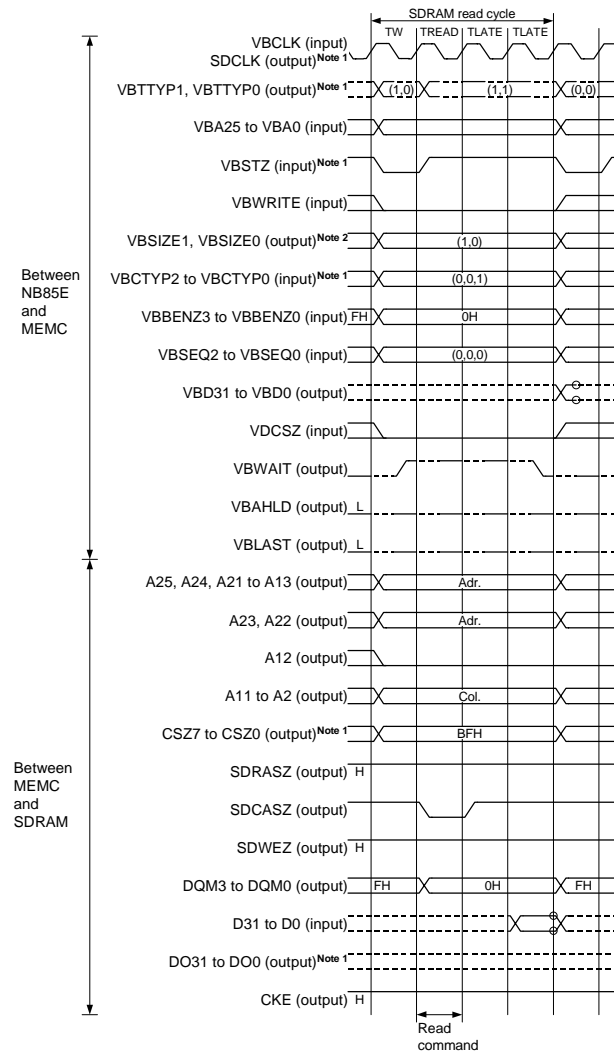 SDRAM read cycle
TW TREAD TLATE TLATE
VBCLK (input)
SDCLK (output)Note 1
VBTTYP1, VBTTYP0 (output)Note 1 (1,0) (1,1) (0,0)
VBA25 to VBA0 (input)
VBSTZ (input)Note 1
VBWRITE (input)
VBSIZE1, VBSIZE0 (output)Note 2 (1,0)
Between
NB85E
and
MEMC
VBCTYP2 to VBCTYP0 (input)Note 1 (0,0,1)
VBBENZ3 to VBBENZ0 (input) FH 0H
VBSEQ2 to VBSEQ0 (input) (0,0,0)
VBD31 to VBD0 (output)
VDCSZ (input)
VBWAIT (output)
VBAHLD (output) L
VBLAST (output) L
A25, A24, A21 to A13 (output) Adr.
A23, A22 (output) Adr.
A12 (output)
A11 to A2 (output) Col.
CSZ7 to CSZ0 (output)Note 1 BFH
Between
MEMC
and
SDRAM
SDRASZ (output) H
SDCASZ (output)
SDWEZ (output) H
DQM3 to DQM0 (output) FH 0H FH
D31 to D0 (input)
DO31 to DO0 (output)Note 1
CKE (output) H
Read
command